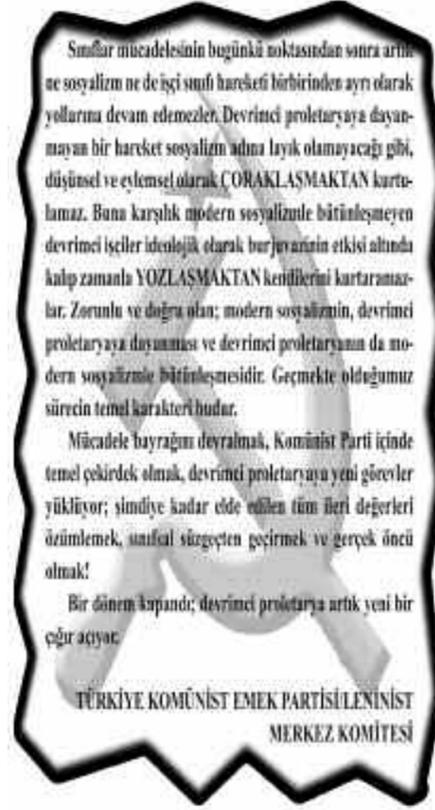 Sınıflar mücadelesinin bugünkü noktasından sonra artık
ne sosyalizm ne de işçi sınıfı hareketi birbirinden ayrı olarak
yollarına devam edemezler. Devrimci proletaryaya dayan-
mayan bir hareket sosyalizm adına layık olamayacağı gibi,
düşünsel ve eylemsel olarak ÇORAKLAŞMAKTAN kurtu-
lamaz. Buna karşılık modern sosyalizmle bütünleşmeyen
devrimci işçiler ideolojik olarak burjuvazinin etkisi altında
kalıp zamanla YOZLAŞMAKTAN kendilerini kurtaramaz-
lar. Zorunlu ve doğru olan; modern sosyalizmin, devrimci
proletaryaya dayanması ve devrimci proletaryanın da mo-
dern sosyalizmle bütünleşmesidir. Geçmekte olduğumuz
sürecin temel karakteri budur.
Mücadele bayrağını devralmak, Komünist Parti içinde
temel çekirdek olmak, devrimci proletaryaya yeni görevler
yüklüyor; şimdiye kadar elde edilen tüm ileri değerleri
özümlemek, sınıfsal süzgeçten geçirmek ve gerçek öncü
olmak!
Bir dönem kapandı; devrimci proletarya artık yeni bir
çığır açıyor.
TÜRKİYE KOMÜNİST EMEK PARTİSİ/LENİNİST
MERKEZ KOMİTESİ